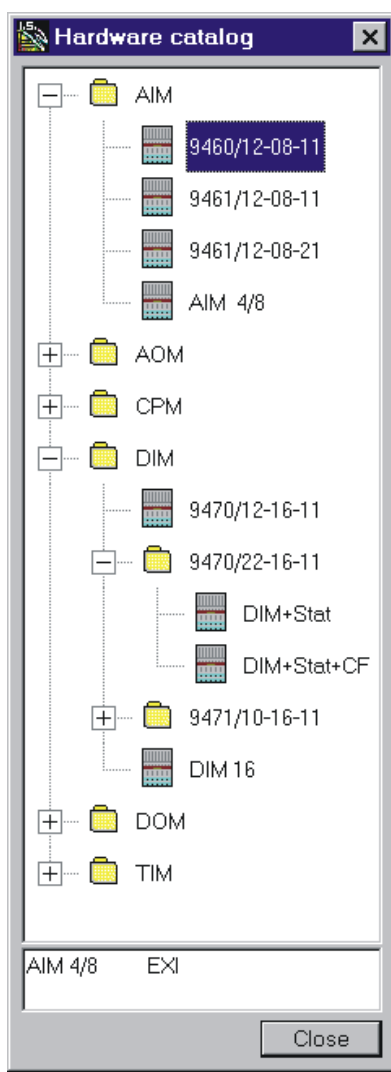 I.S.
Hardware catalog
AIM
9460/12-08-11
9461/12-08-11
9461/12-08-21
AIM 4/8
AOM
CPM
DIM
9470/12-16-11
9470/22-16-11
DIM+Stat
DIM+Stat+CF
9471/10-16-11
DIM 16
DOM
TIM
AIM 4/8 EXI
Close